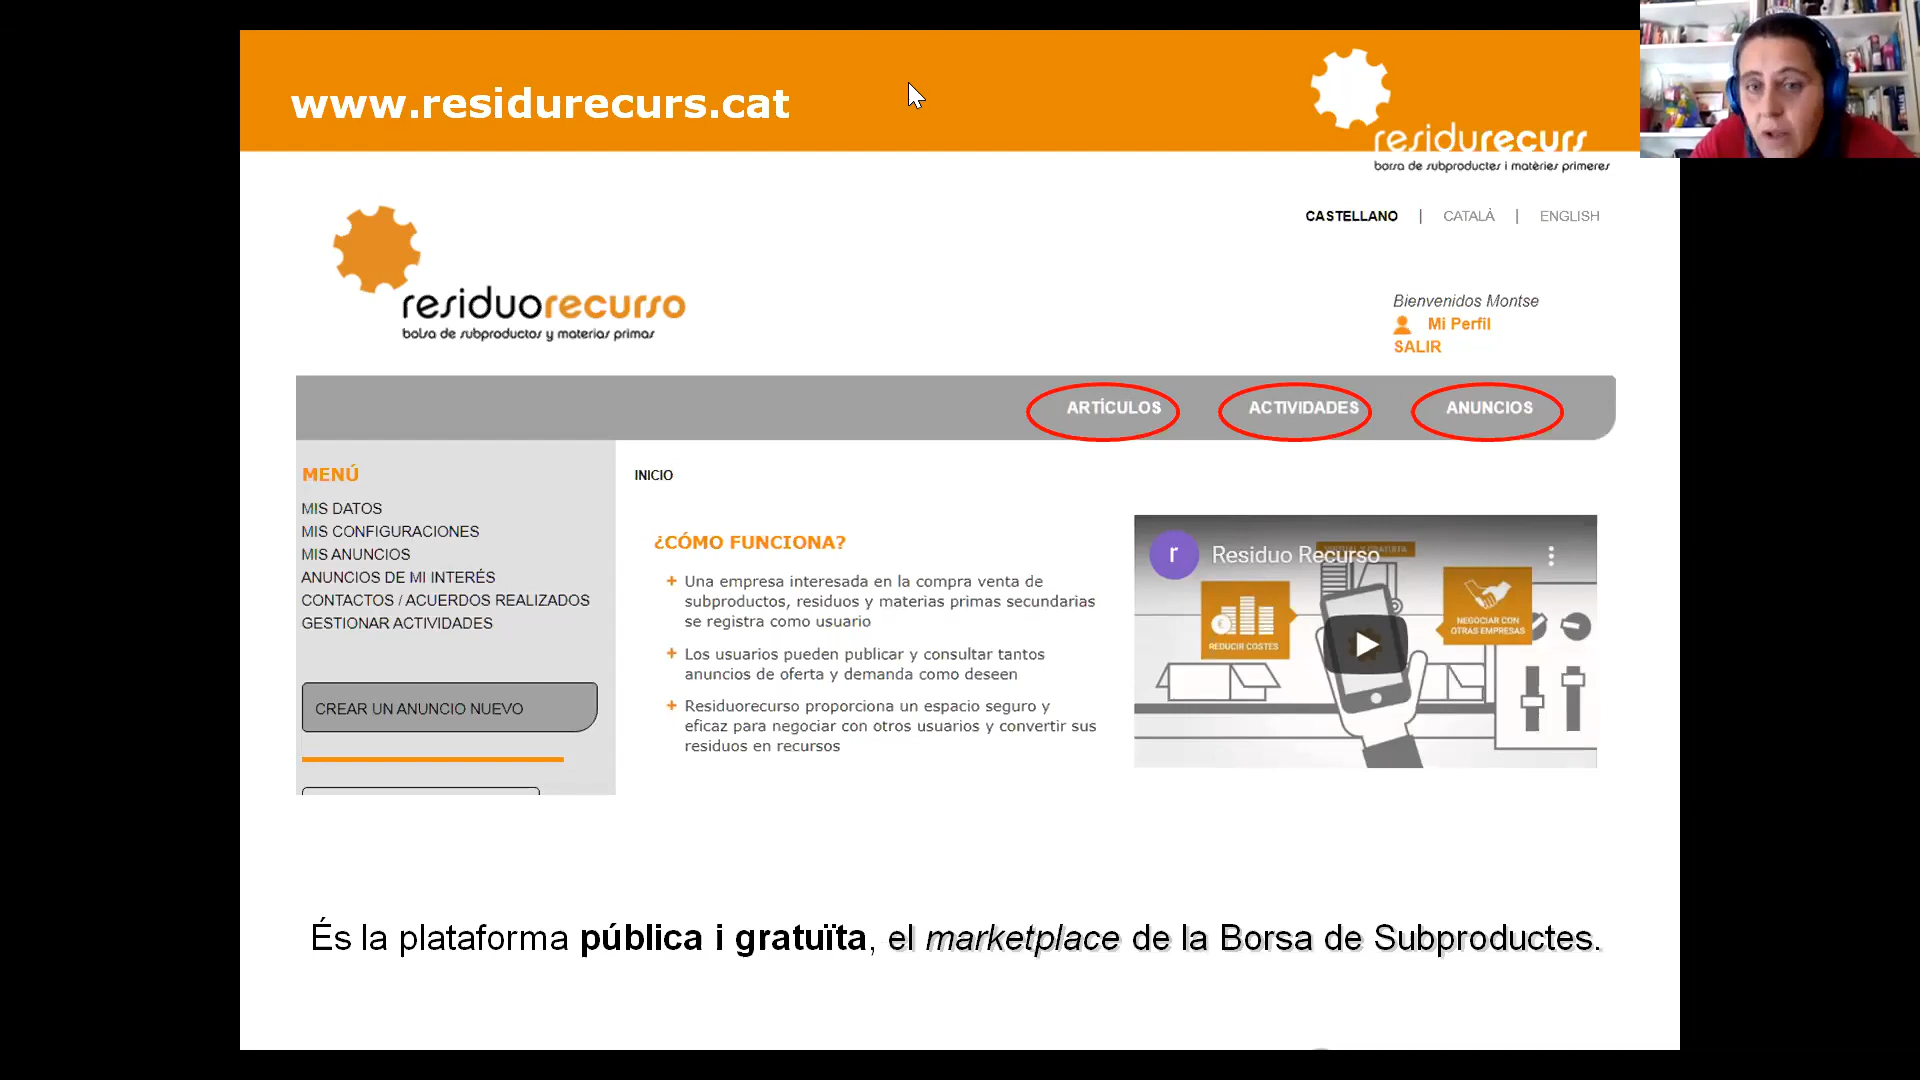 www.residurecurs.cat
residurecurs
borsa de subproductes i matèries primeres
CASTELLANO | CATALÀ | ENGLISH
residuorecurso
bolsa de subproductos y materias primas
Bienvenidos Montse
Mi Perfil
SALIR
ARTÍCULOS
ACTIVIDADES
ANUNCIOS
MENÚ
MIS DATOS
MIS CONFIGURACIONES
MIS ANUNCIOS
ANUNCIOS DE MI INTERÉS
CONTACTOS / ACUERDOS REALIZADOS
GESTIONAR ACTIVIDADES
CREAR UN ANUNCIO NUEVO
INICIO
¿CÓMO FUNCIONA?
+ Una empresa interesada en la compra venta de
subproductos, residuos y materias primas secundarias
se registra como usuario
+ Los usuarios pueden publicar y consultar tantos
anuncios de oferta y demanda como deseen
+ Residuorecurso proporciona un espacio seguro y
eficaz para negociar con otros usuarios y convertir sus
residuos en recursos
r
Residuo Recurso
REDUCIR COSTES
NEGOCIAR CON
OTRAS EMPRESAS
És la plataforma pública i gratuïta, el marketplace de la Borsa de Subproductes.